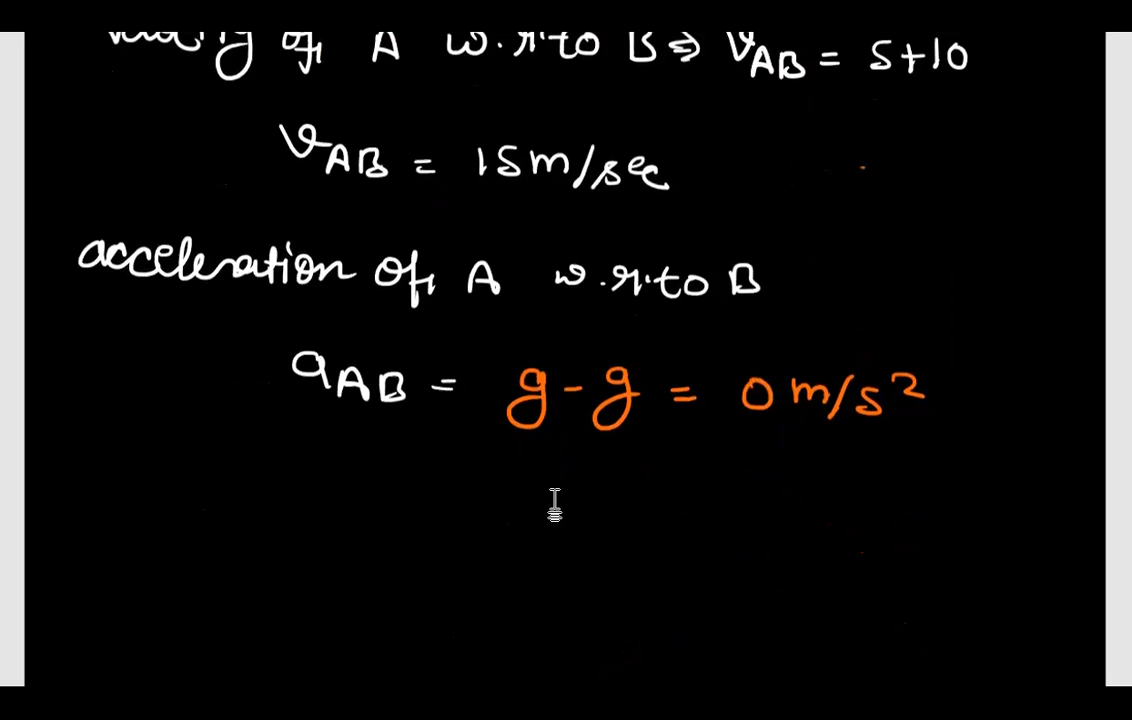 of A w.r.to B ⇒ VAB = 5+10
VAB = 15m/sec
acceleration of A w.r.to B
aAB = g-g = 0 m/s²